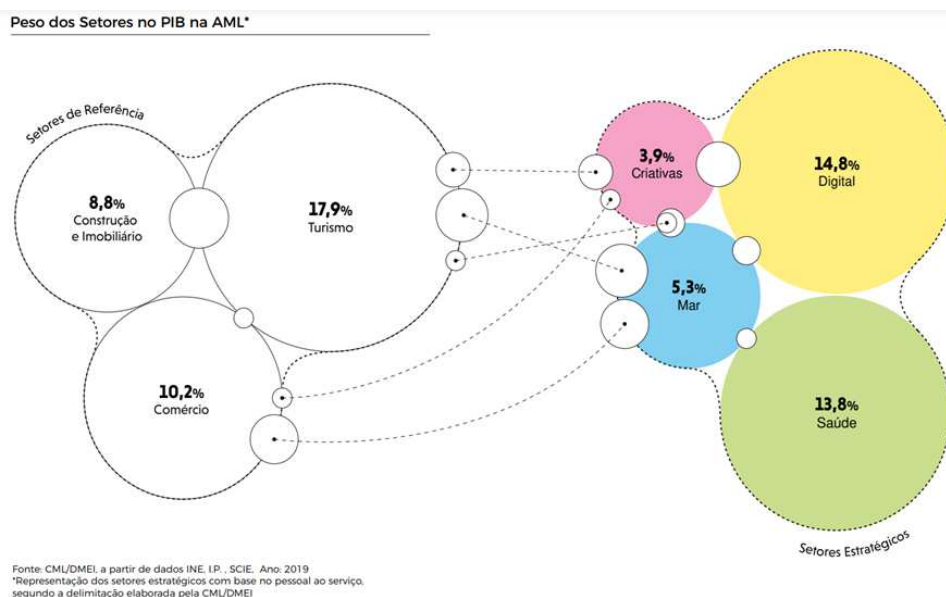 Peso dos Setores no PIB na AML*
Setores de Referência
8,8%
Construção
e Imobiliário
17,9%
Turismo
10,2%
Comércio
3,9%
Criativas
14,8%
Digital
5,3%
Mar
13,8%
Saúde
Setores Estratégicos
Fonte: CML/DMEI, a partir de dados INE, I.P. , SCIE, Ano: 2019
*Representação dos setores estratégicos com base no pessoal ao serviço,
segundo a delimitação elaborada pela CML/DMEI